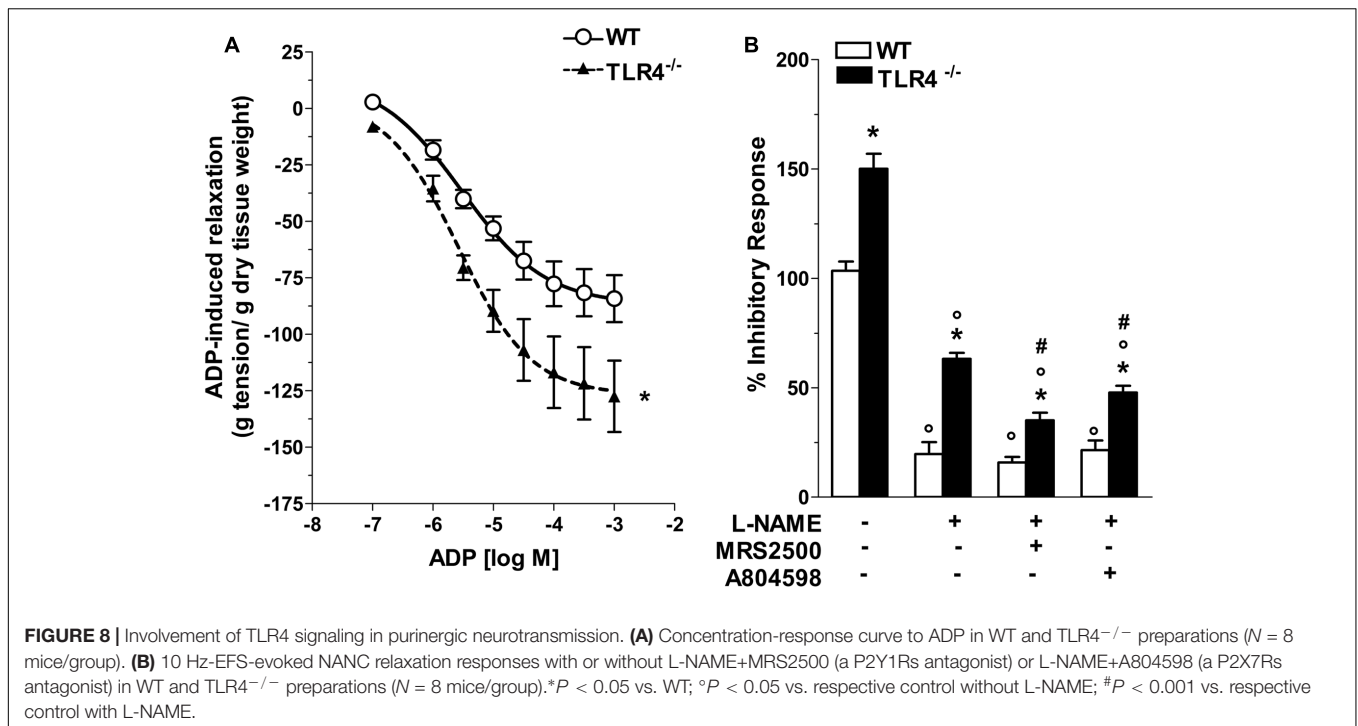 A
WT
TLR4-/-
25
0
-25
-50
-75
-100
-125
-150
-175
-8
-7
-6
-5
-4
-3
-2
ADP-induced relaxation
(g tension/ g dry tissue weight)
ADP [log M]
*
B
WT
TLR4 -/-
200
150
100
50
0
% Inhibitory Response
*
°
°
*
°
#
°
*
°
#
°
*
L-NAME - + + +
MRS2500 - - + -
A804598 - - - +
FIGURE 8 | Involvement of TLR4 signaling in purinergic neurotransmission. (A) Concentration-response curve to ADP in WT and TLR4−/− preparations (N = 8
mice/group). (B) 10 Hz-EFS-evoked NANC relaxation responses with or without L-NAME+MRS2500 (a P2Y1Rs antagonist) or L-NAME+A804598 (a P2X7Rs
antagonist) in WT and TLR4−/− preparations (N = 8 mice/group).*P < 0.05 vs. WT; °P < 0.05 vs. respective control without L-NAME; #P < 0.001 vs. respective
control with L-NAME.